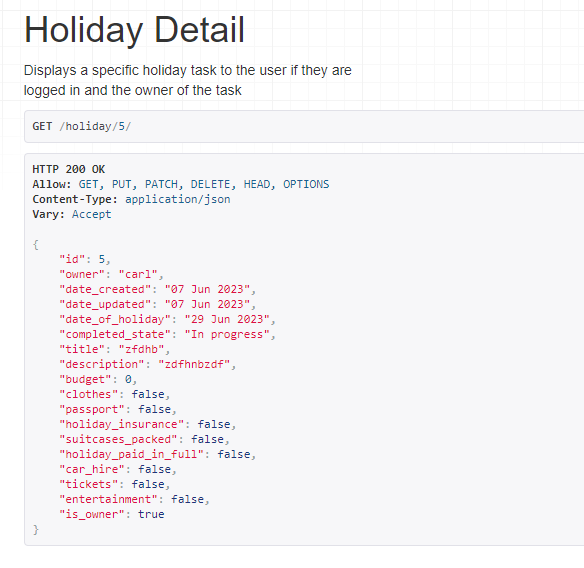 Holiday Detail
Displays a specific holiday task to the user if they are
logged in and the owner of the task
GET /holiday/5/
HTTP 200 OK
Allow: GET, PUT, PATCH, DELETE, HEAD, OPTIONS
Content-Type: application/json
Vary: Accept
{
    "id": 5,
    "owner": "carl",
    "date_created": "07 Jun 2023",
    "date_updated": "07 Jun 2023",
    "date_of_holiday": "29 Jun 2023",
    "completed_state": "In progress",
    "title": "zfdhb",
    "description": "zdfhnbzdf",
    "budget": 0,
    "clothes": false,
    "passport": false,
    "holiday_insurance": false,
    "suitcases_packed": false,
    "holiday_paid_in_full": false,
    "car_hire": false,
    "tickets": false,
    "entertainment": false,
    "is_owner": true
}